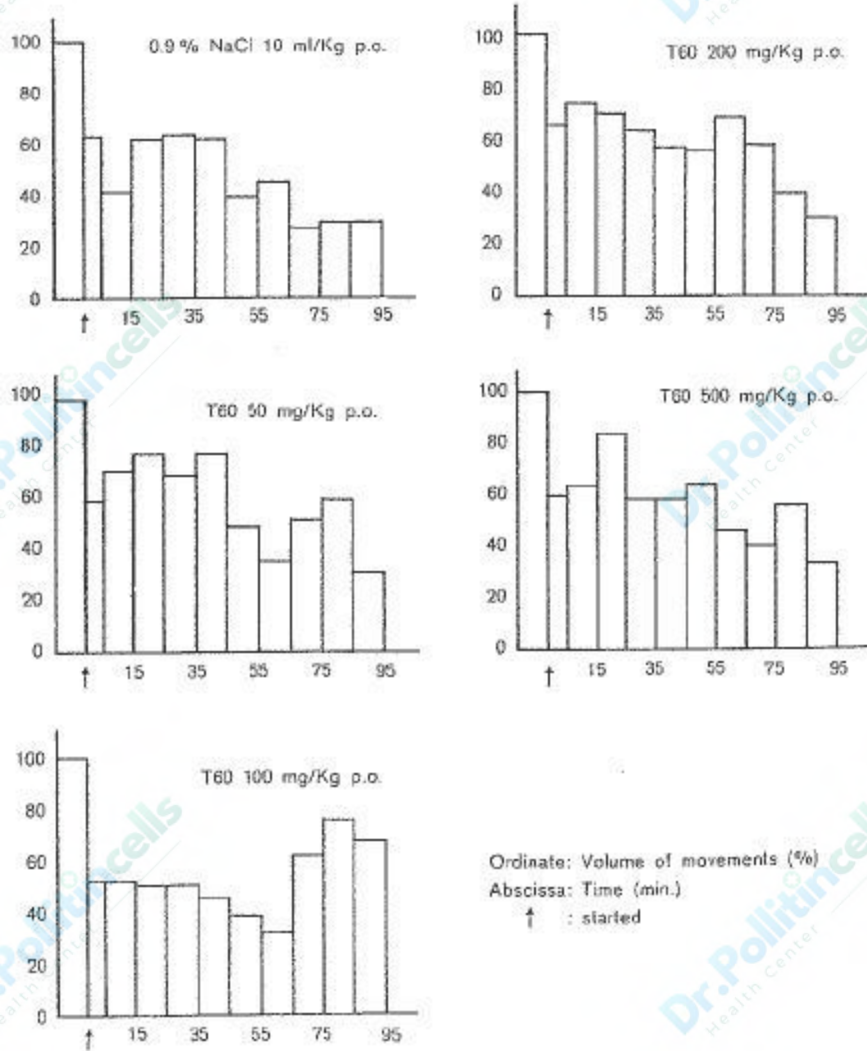 0.9 % NaCl 10 ml/Kg p.o.
100
80
60
40
20
0
↑ 15 35 55 75 95
T60 200 mg/Kg p.o.
100
80
60
40
20
0
↑ 15 35 55 75 95
T60 50 mg/Kg p.o.
100
80
60
40
20
0
↑ 15 35 55 75 95
T60 500 mg/Kg p.o.
100
80
60
40
20
0
↑ 15 35 55 75 95
T60 100 mg/Kg p.o.
100
80
60
40
20
0
↑ 15 35 55 75 95
Ordinate: Volume of movements (%)
Abscissa: Time (min.)
↑ : started
Dr.Pollitincells
Health Center